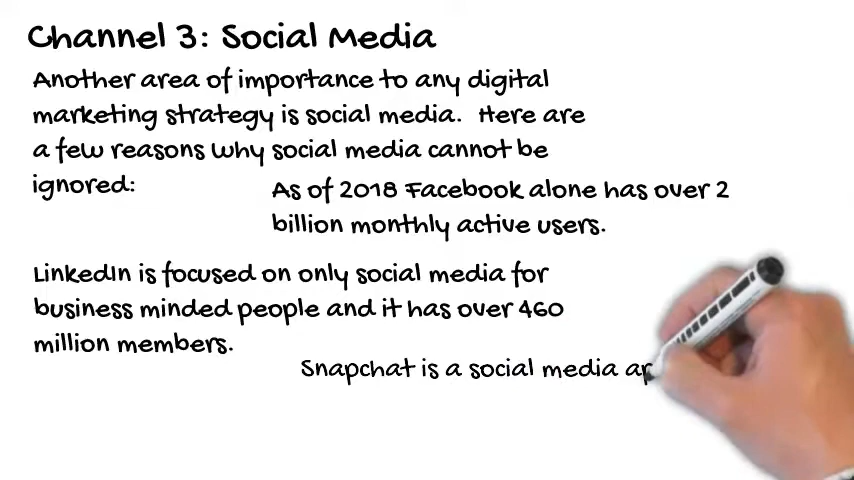 Channel 3: Social Media
Another area of importance to any digital
marketing strategy is social media.  Here are
a few reasons why social media cannot be
ignored:
As of 2018 Facebook alone has over 2
billion monthly active users.
LinkedIn is focused on only social media for
business minded people and it has over 460
million members.
Snapchat is a social media ap